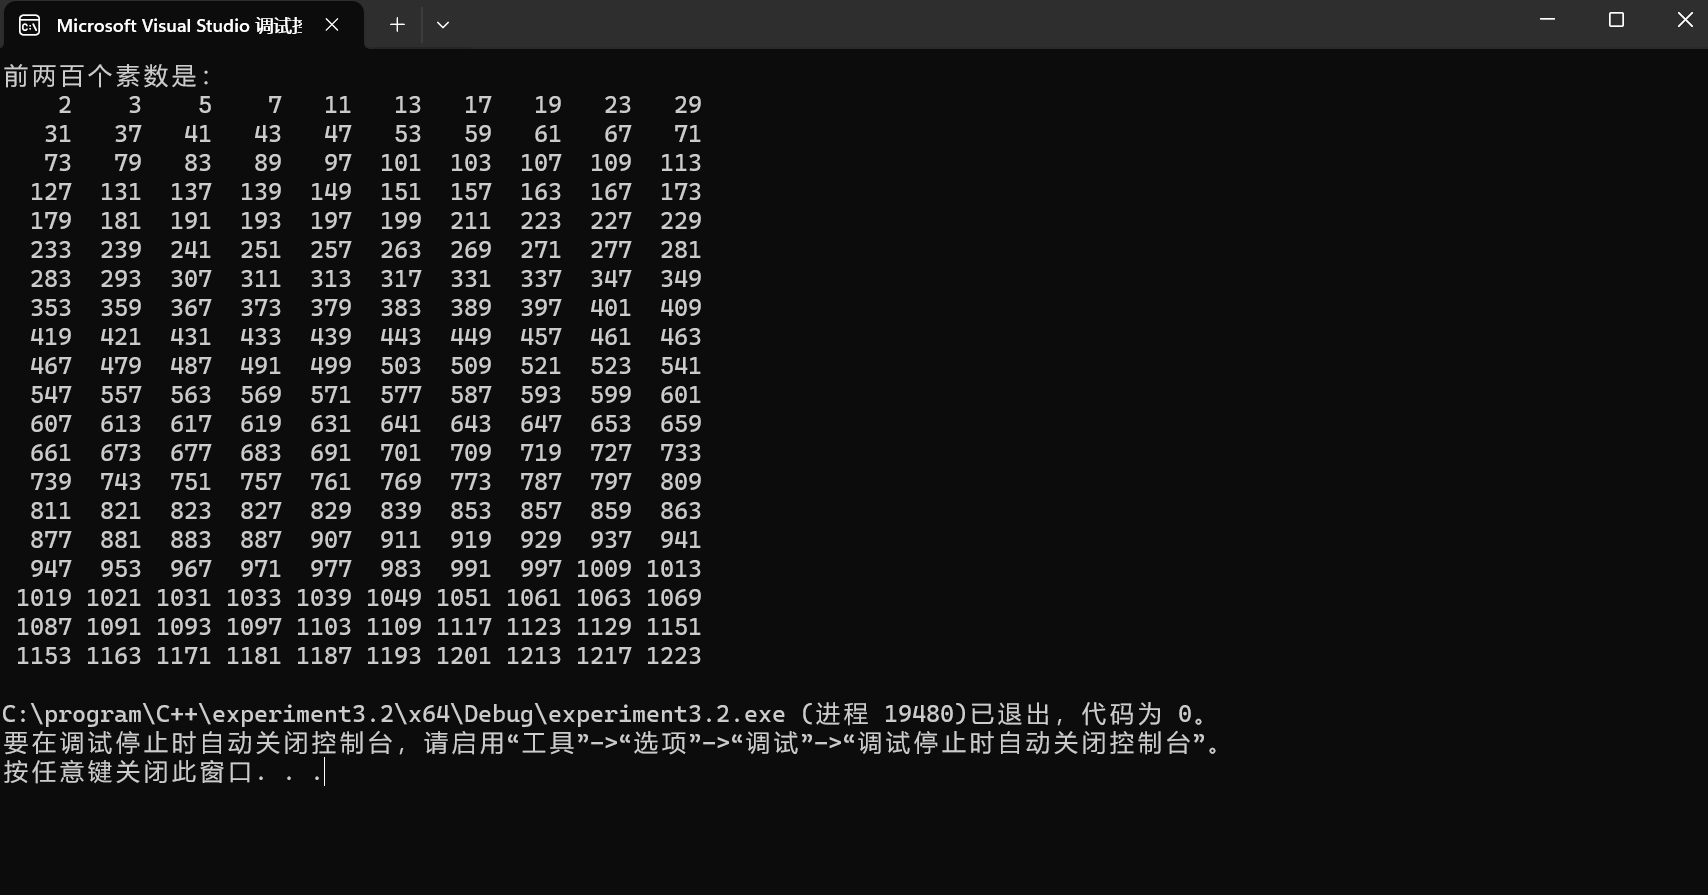 Microsoft Visual Studio 调试
前两百个素数是:
2 3 5 7 11 13 17 19 23 29
31 37 41 43 47 53 59 61 67 71
73 79 83 89 97 101 103 107 109 113
127 131 137 139 149 151 157 163 167 173
179 181 191 193 197 199 211 223 227 229
233 239 241 251 257 263 269 271 277 281
283 293 307 311 313 317 331 337 347 349
353 359 367 373 379 383 389 397 401 409
419 421 431 433 439 443 449 457 461 463
467 479 487 491 499 503 509 521 523 541
547 557 563 569 571 577 587 593 599 601
607 613 617 619 631 641 643 647 653 659
661 673 677 683 691 701 709 719 727 733
739 743 751 757 761 769 773 787 797 809
811 821 823 827 829 839 853 857 859 863
877 881 883 887 907 911 919 929 937 941
947 953 967 971 977 983 991 997 1009 1013
1019 1021 1031 1033 1039 1049 1051 1061 1063 1069
1087 1091 1093 1097 1103 1109 1117 1123 1129 1151
1153 1163 1171 1181 1187 1193 1201 1213 1217 1223
C:\program\C++\experiment3.2\x64\Debug\experiment3.2.exe (进程 19480)已退出，代码为 0。
要在调试停止时自动关闭控制台，请启用“工具”->“选项”->“调试”->“调试停止时自动关闭控制台”。
按任意键关闭此窗口. . .